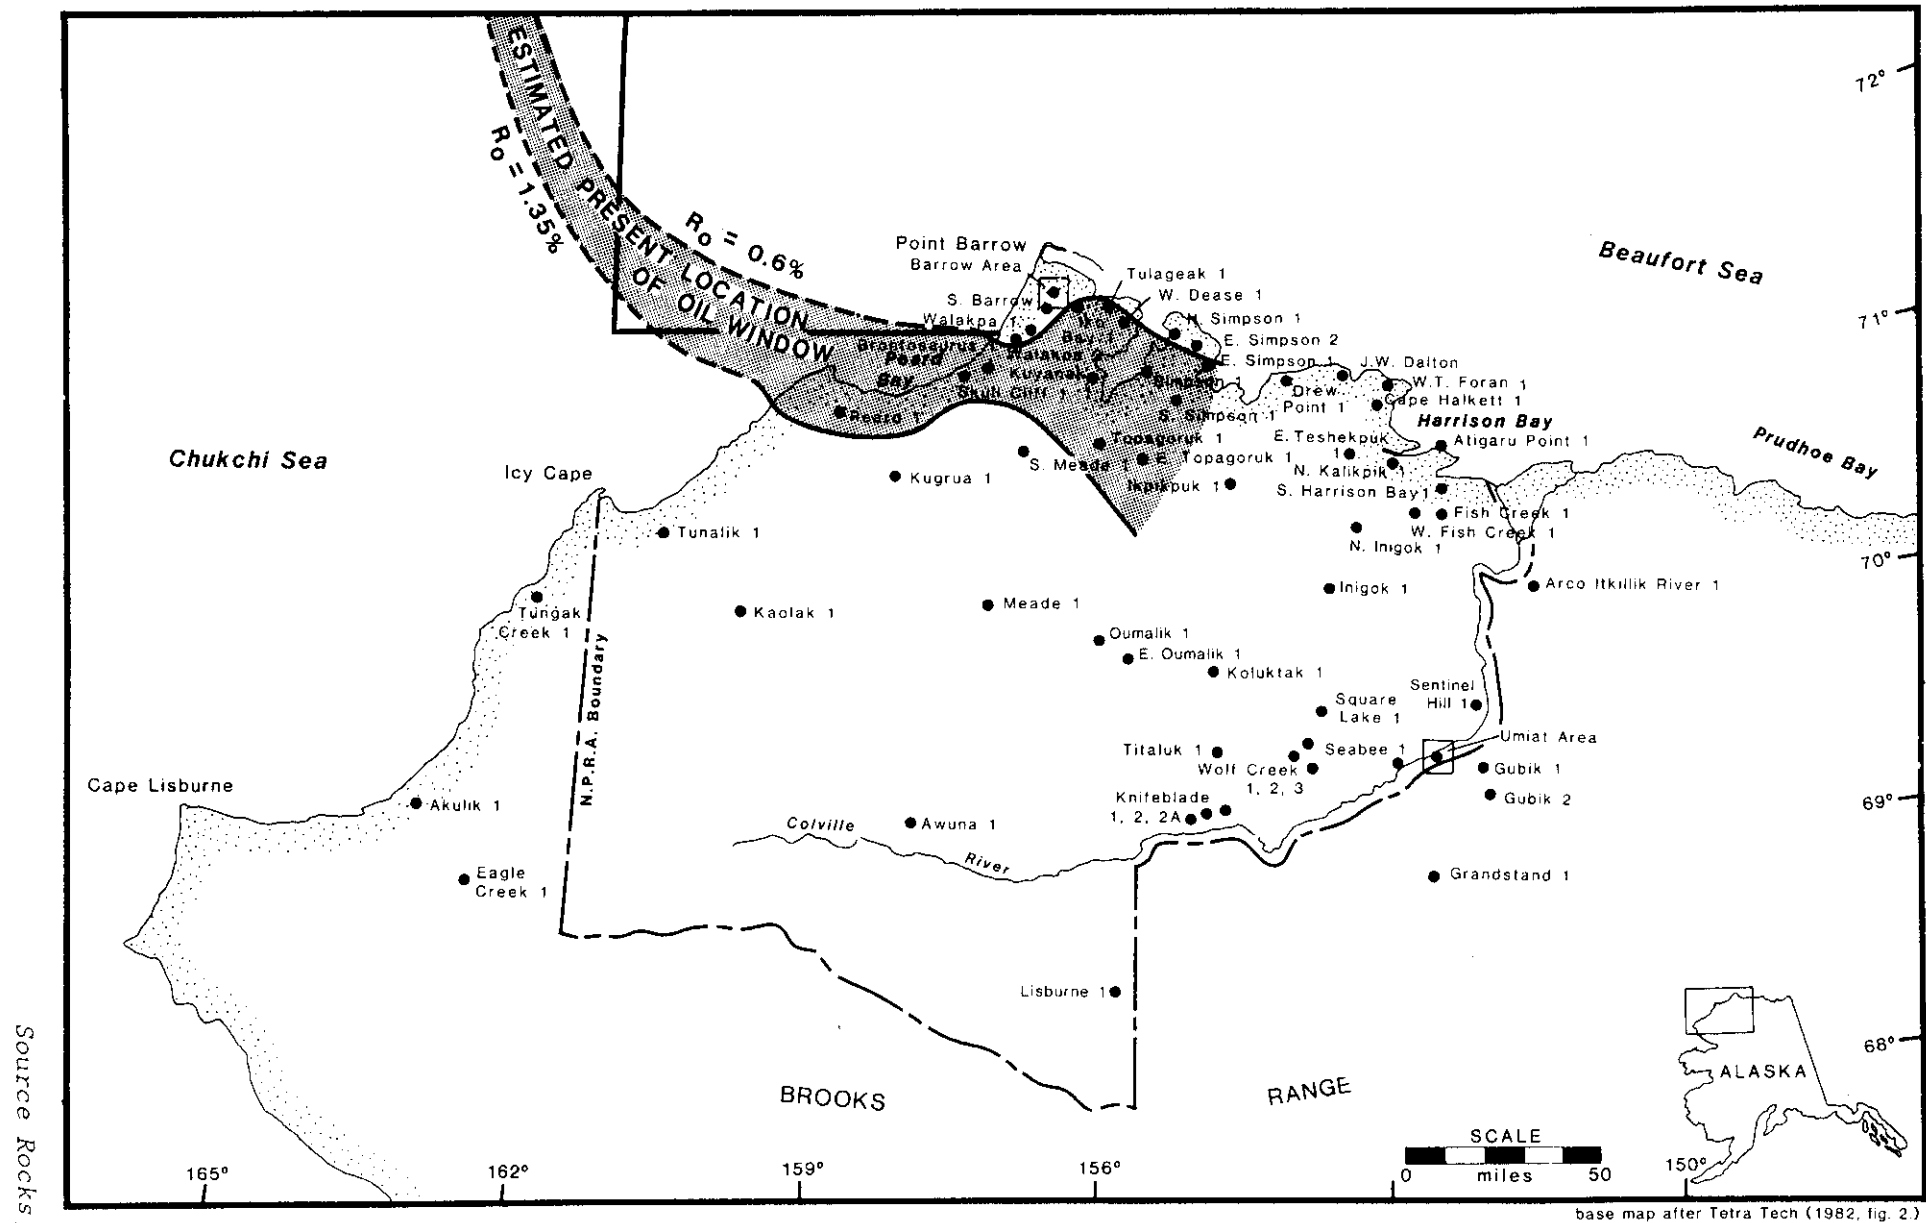 ESTIMATED PRESENT LOCATION
OF OIL WINDOW
Ro = 1.35%
Ro = 0.6%
72°
71°
70°
69°
68°
Beaufort Sea
Point Barrow
Barrow Area
Tulageak 1
W. Dease 1
S. Barrow
N. Simpson 1
Walakpa 1
Iko
Bay 1
E. Simpson 2
Brontosaurus 1
Walakpa 2
E. Simpson 1
J.W. Dalton
Peard
Bay
Kuyanak 1
Simpson 1
W.T. Foran 1
Skull Cliff 1
Drew
Point 1
Cape Halkett 1
Peard 1
S. Simpson 1
Harrison Bay
Topagoruk 1
E. Teshekpuk
1
Atigaru Point 1
Prudhoe Bay
Chukchi Sea
Icy Cape
S. Meade 1
E. Topagoruk 1
N. Kalikpik 1
Kugrua 1
Ikpikpuk 1
S. Harrison Bay 1
Fish Creek 1
W. Fish Creek 1
Tunalik 1
N. Inigok 1
Inigok 1
Arco Itkillik River 1
Tungak
Creek 1
Kaolak 1
Meade 1
Oumalik 1
E. Oumalik 1
Koluktak 1
N.P.R.A. Boundary
Sentinel
Hill 1
Square
Lake 1
Umiat Area
Titaluk 1
Seabee 1
Wolf Creek
1, 2, 3
Gubik 1
Gubik 2
Cape Lisburne
Akulik 1
Knifeblade
1, 2, 2A
Colville
River
Awuna 1
Eagle
Creek 1
Grandstand 1
Lisburne 1
BROOKS
RANGE
ALASKA
SCALE
0
50
miles
165°
162°
159°
156°
150°
base map after Tetra Tech (1982, fig. 2.)
Source Rocks